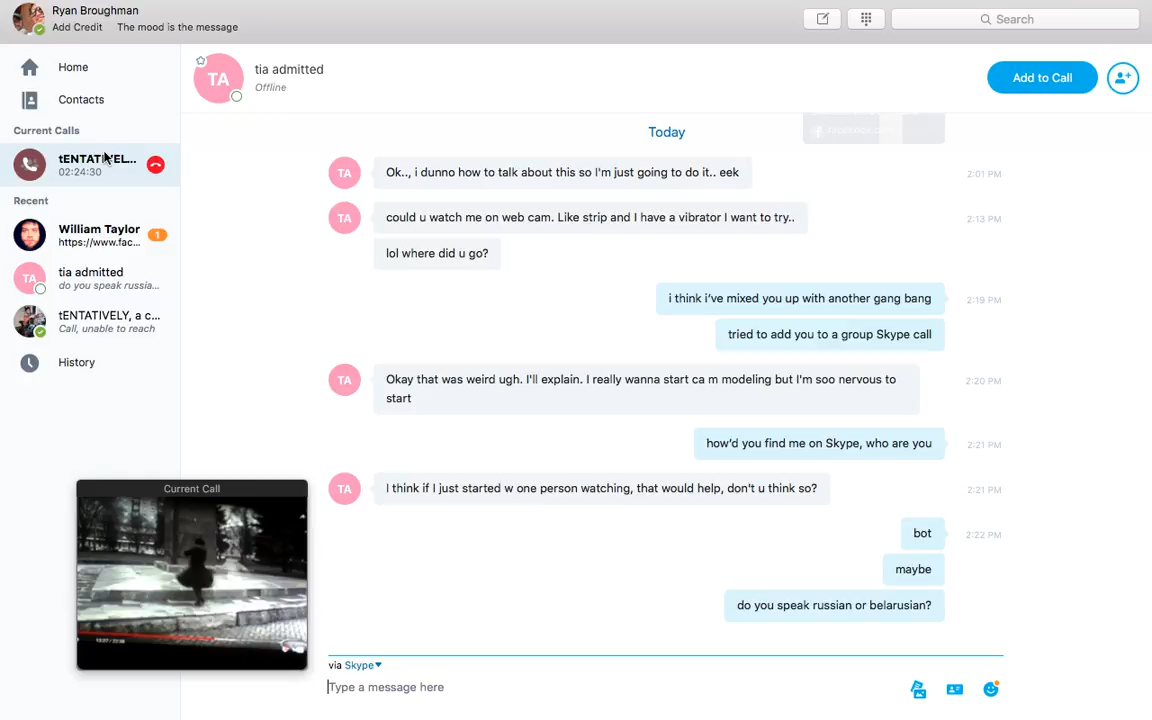 Ryan Broughman
Add Credit The mood is the message
Search
Home
Contacts
Current Calls
tENTATIVEL...
02:24:30
Recent
William Taylor
1
https://www.fac...
TA
tia admitted
do you speak russia...
tENTATIVELY, a c...
Call, unable to reach
History
TA
tia admitted
Offline
Add to Call
Today
TA
Ok.., i dunno how to talk about this so I'm just going to do it.. eek
2:01 PM
TA
could u watch me on web cam. Like strip and I have a vibrator I want to try..
2:13 PM
lol where did u go?
i think i've mixed you up with another gang bang
2:19 PM
tried to add you to a group Skype call
TA
Okay that was weird ugh. I'll explain. I really wanna start ca m modeling but I'm soo nervous to
start
2:20 PM
how'd you find me on Skype, who are you
2:21 PM
TA
I think if I just started w one person watching, that would help, don't u think so?
2:21 PM
bot
2:22 PM
maybe
do you speak russian or belarusian?
Current Call
via Skype
Type a message here